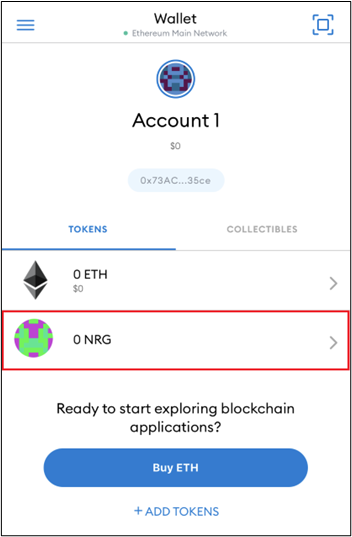 Wallet
Ethereum Main Network
Account 1
$0
0x73AC...35ce
TOKENS
COLLECTIBLES
0 ETH
$0
0 NRG
Ready to start exploring blockchain
applications?
Buy ETH
+ ADD TOKENS